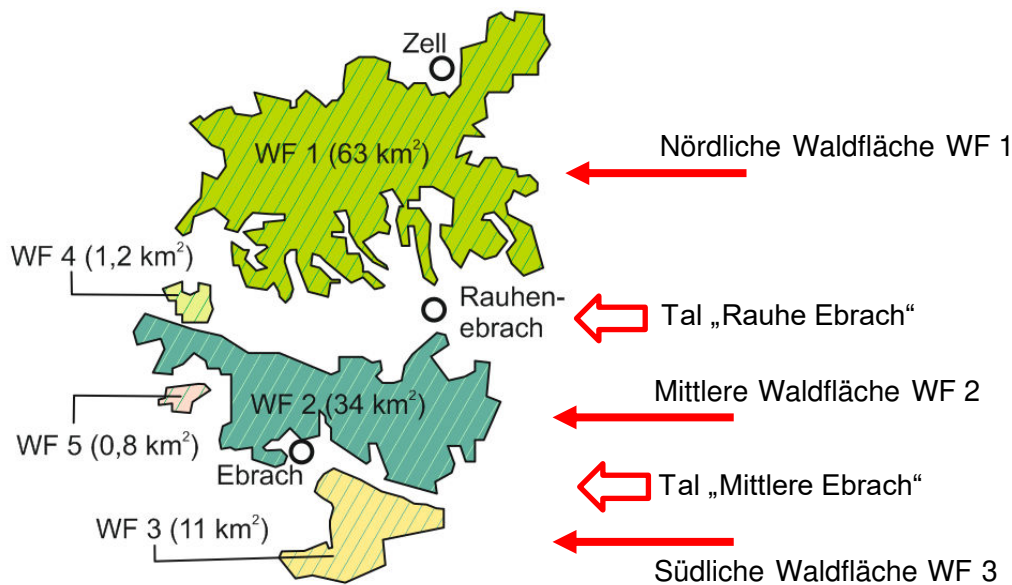 Zell
WF 1 (63 km²)
Nördliche Waldfläche WF 1
WF 4 (1,2 km²)
Rauhen-
ebrach
Tal „Rauhe Ebrach“
Mittlere Waldfläche WF 2
WF 2 (34 km²)
WF 5 (0,8 km²)
Ebrach
Tal „Mittlere Ebrach“
WF 3 (11 km²)
Südliche Waldfläche WF 3